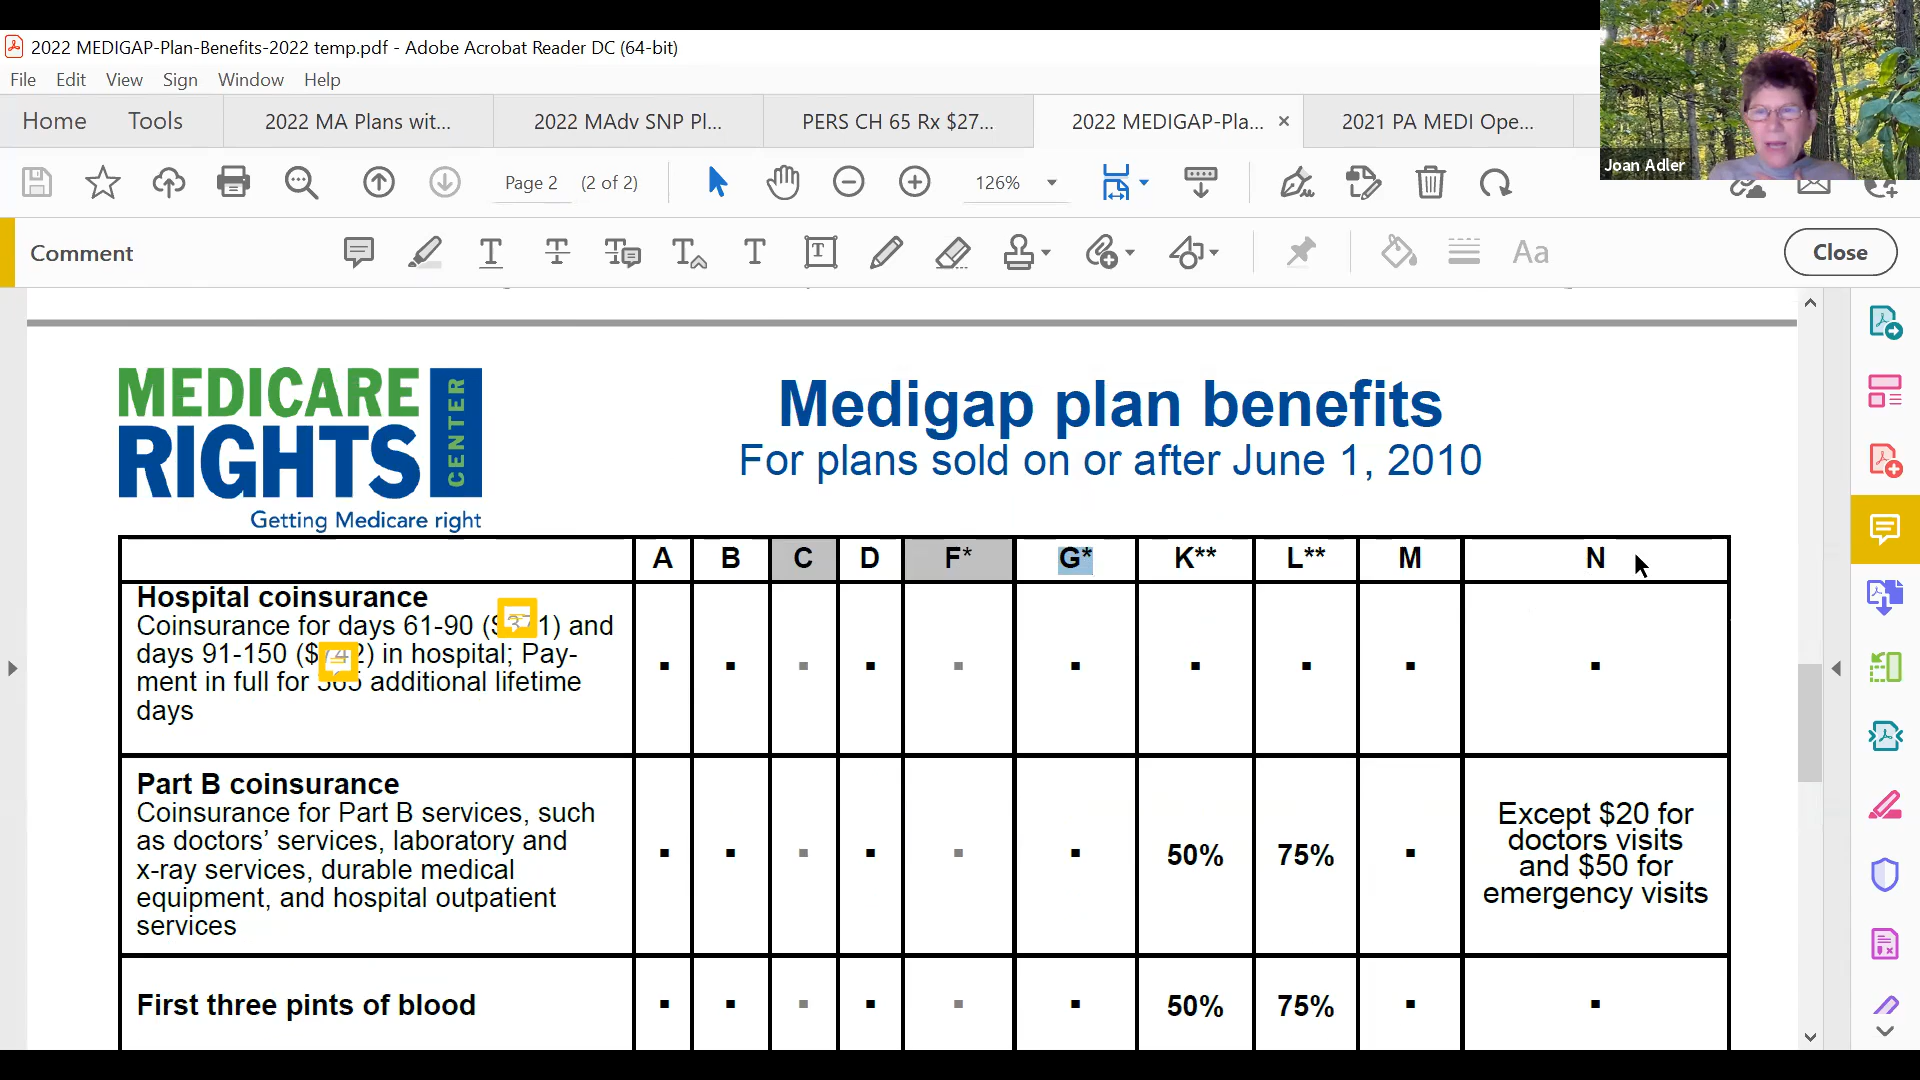 2022 MEDIGAP-Plan-Benefits-2022 temp.pdf - Adobe Acrobat Reader DC (64-bit)
File Edit View Sign Window Help
Home Tools 2022 MA Plans wit... 2022 MAdv SNP Pl... PERS CH 65 Rx $27... 2022 MEDIGAP-Pla... × 2021 PA MEDI Ope...
Joan Adler
Page 2 (2 of 2) 126%
Comment Close
MEDICARE
RIGHTS
CENTER
Getting Medicare right
Medigap plan benefits
For plans sold on or after June 1, 2010
A B C D F* G* K** L** M N
Hospital coinsurance
Coinsurance for days 61-90 ($ 1) and
days 91-150 ($ 2) in hospital; Pay-
ment in full for 365 additional lifetime
days
Part B coinsurance
Coinsurance for Part B services, such
as doctors’ services, laboratory and
x-ray services, durable medical
equipment, and hospital outpatient
services
50% 75%
Except $20 for
doctors visits
and $50 for
emergency visits
First three pints of blood 50% 75%